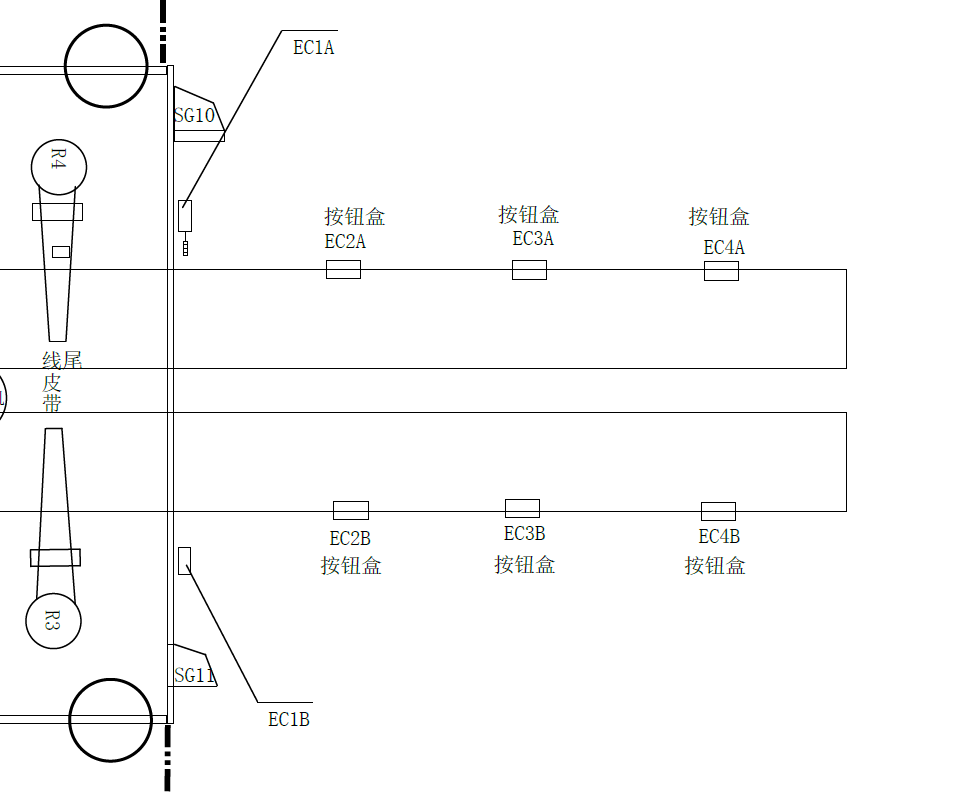 EC1A
SG10
R4
按钮盒
EC2A
按钮盒
EC3A
按钮盒
EC4A
线尾
皮
带
EC2B
按钮盒
EC3B
按钮盒
EC4B
按钮盒
R3
SG11
EC1B